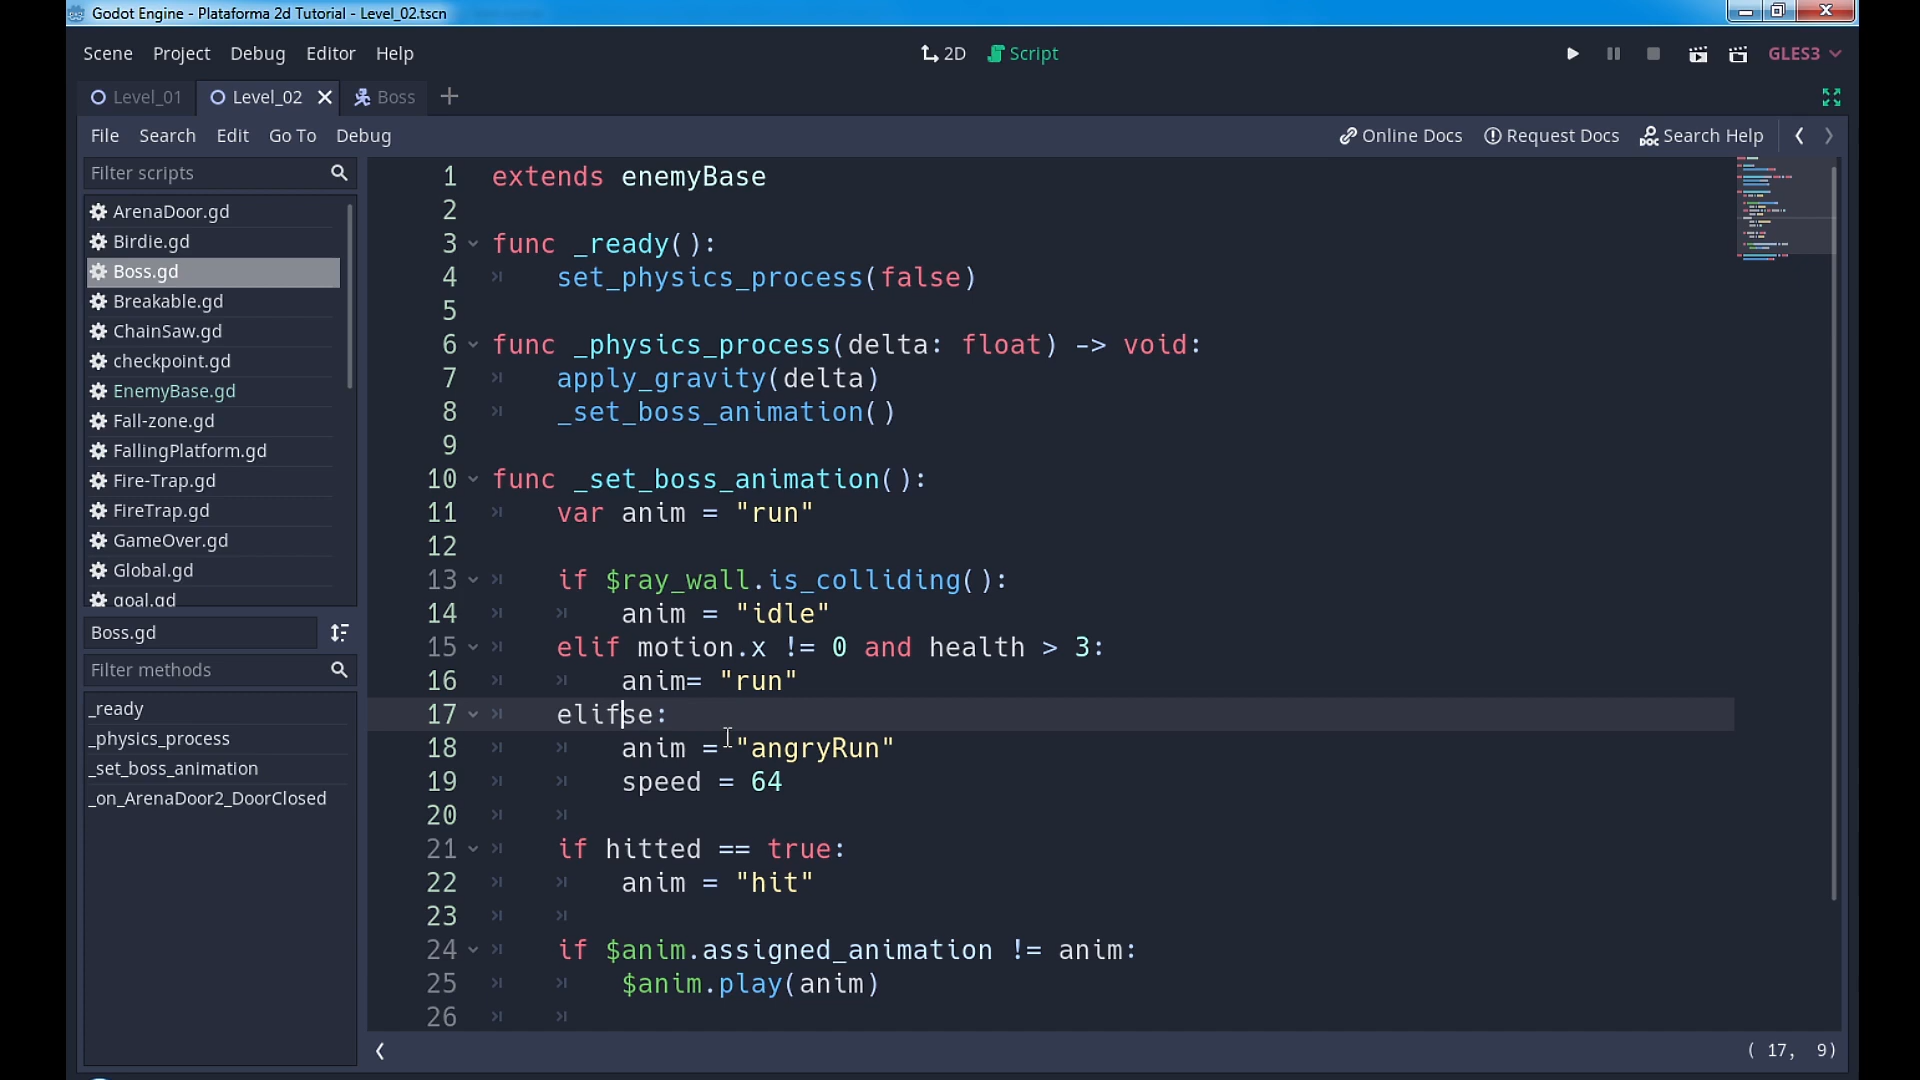 Godot Engine - Plataforma 2d Tutorial - Level_02.tscn
Scene Project Debug Editor Help 2D Script GLES3
Level_01 Level_02 Boss
File Search Edit Go To Debug Online Docs Request Docs Search Help
Filter scripts
ArenaDoor.gd
Birdie.gd
Boss.gd
Breakable.gd
ChainSaw.gd
checkpoint.gd
EnemyBase.gd
Fall-zone.gd
FallingPlatform.gd
Fire-Trap.gd
FireTrap.gd
GameOver.gd
Global.gd
goal.gd
Boss.gd
Filter methods
_ready
_physics_process
_set_boss_animation
_on_ArenaDoor2_DoorClosed
1 extends enemyBase
2
3 func _ready():
4 set_physics_process(false)
5
6 func _physics_process(delta: float) -> void:
7 apply_gravity(delta)
8 _set_boss_animation()
9
10 func _set_boss_animation():
11 var anim = "run"
12
13 if $ray_wall.is_colliding():
14 anim = "idle"
15 elif motion.x != 0 and health > 3:
16 anim= "run"
17 elifse:
18 anim = "angryRun"
19 speed = 64
20
21 if hitted == true:
22 anim = "hit"
23
24 if $anim.assigned_animation != anim:
25 $anim.play(anim)
26
( 17, 9)